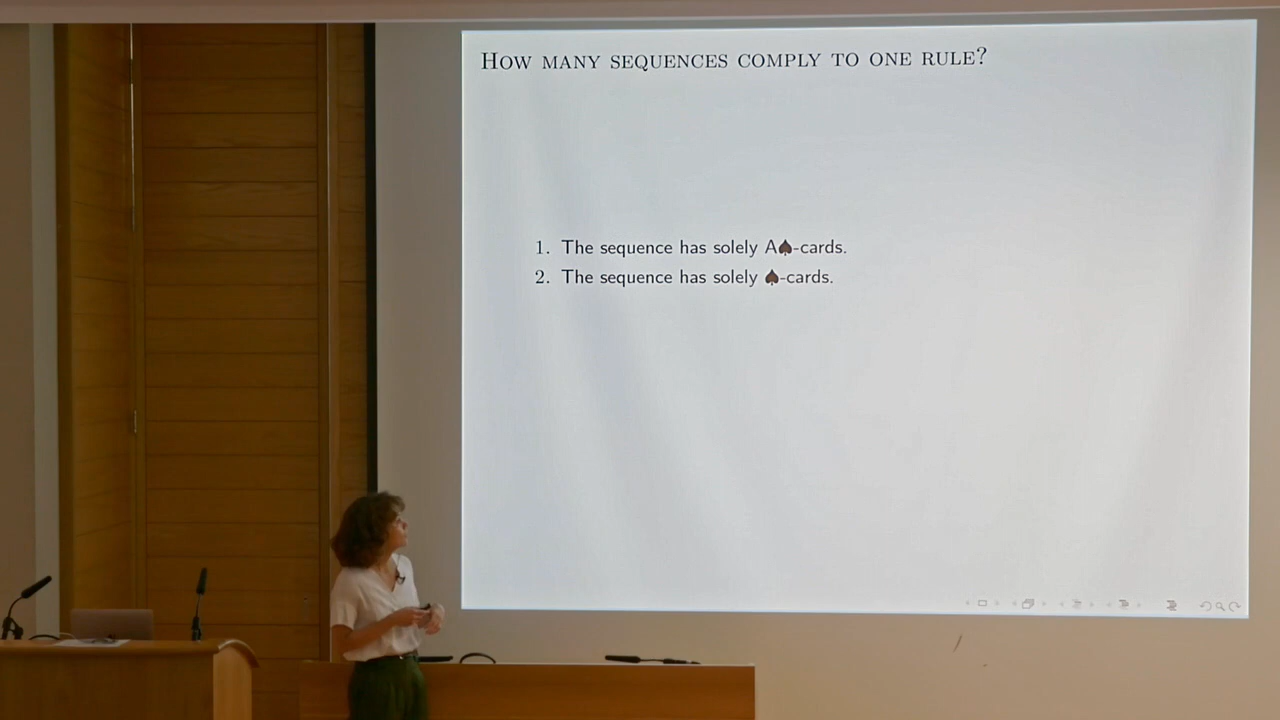 How many sequences comply to one rule?
1. The sequence has solely A♠-cards.
2. The sequence has solely ♠-cards.